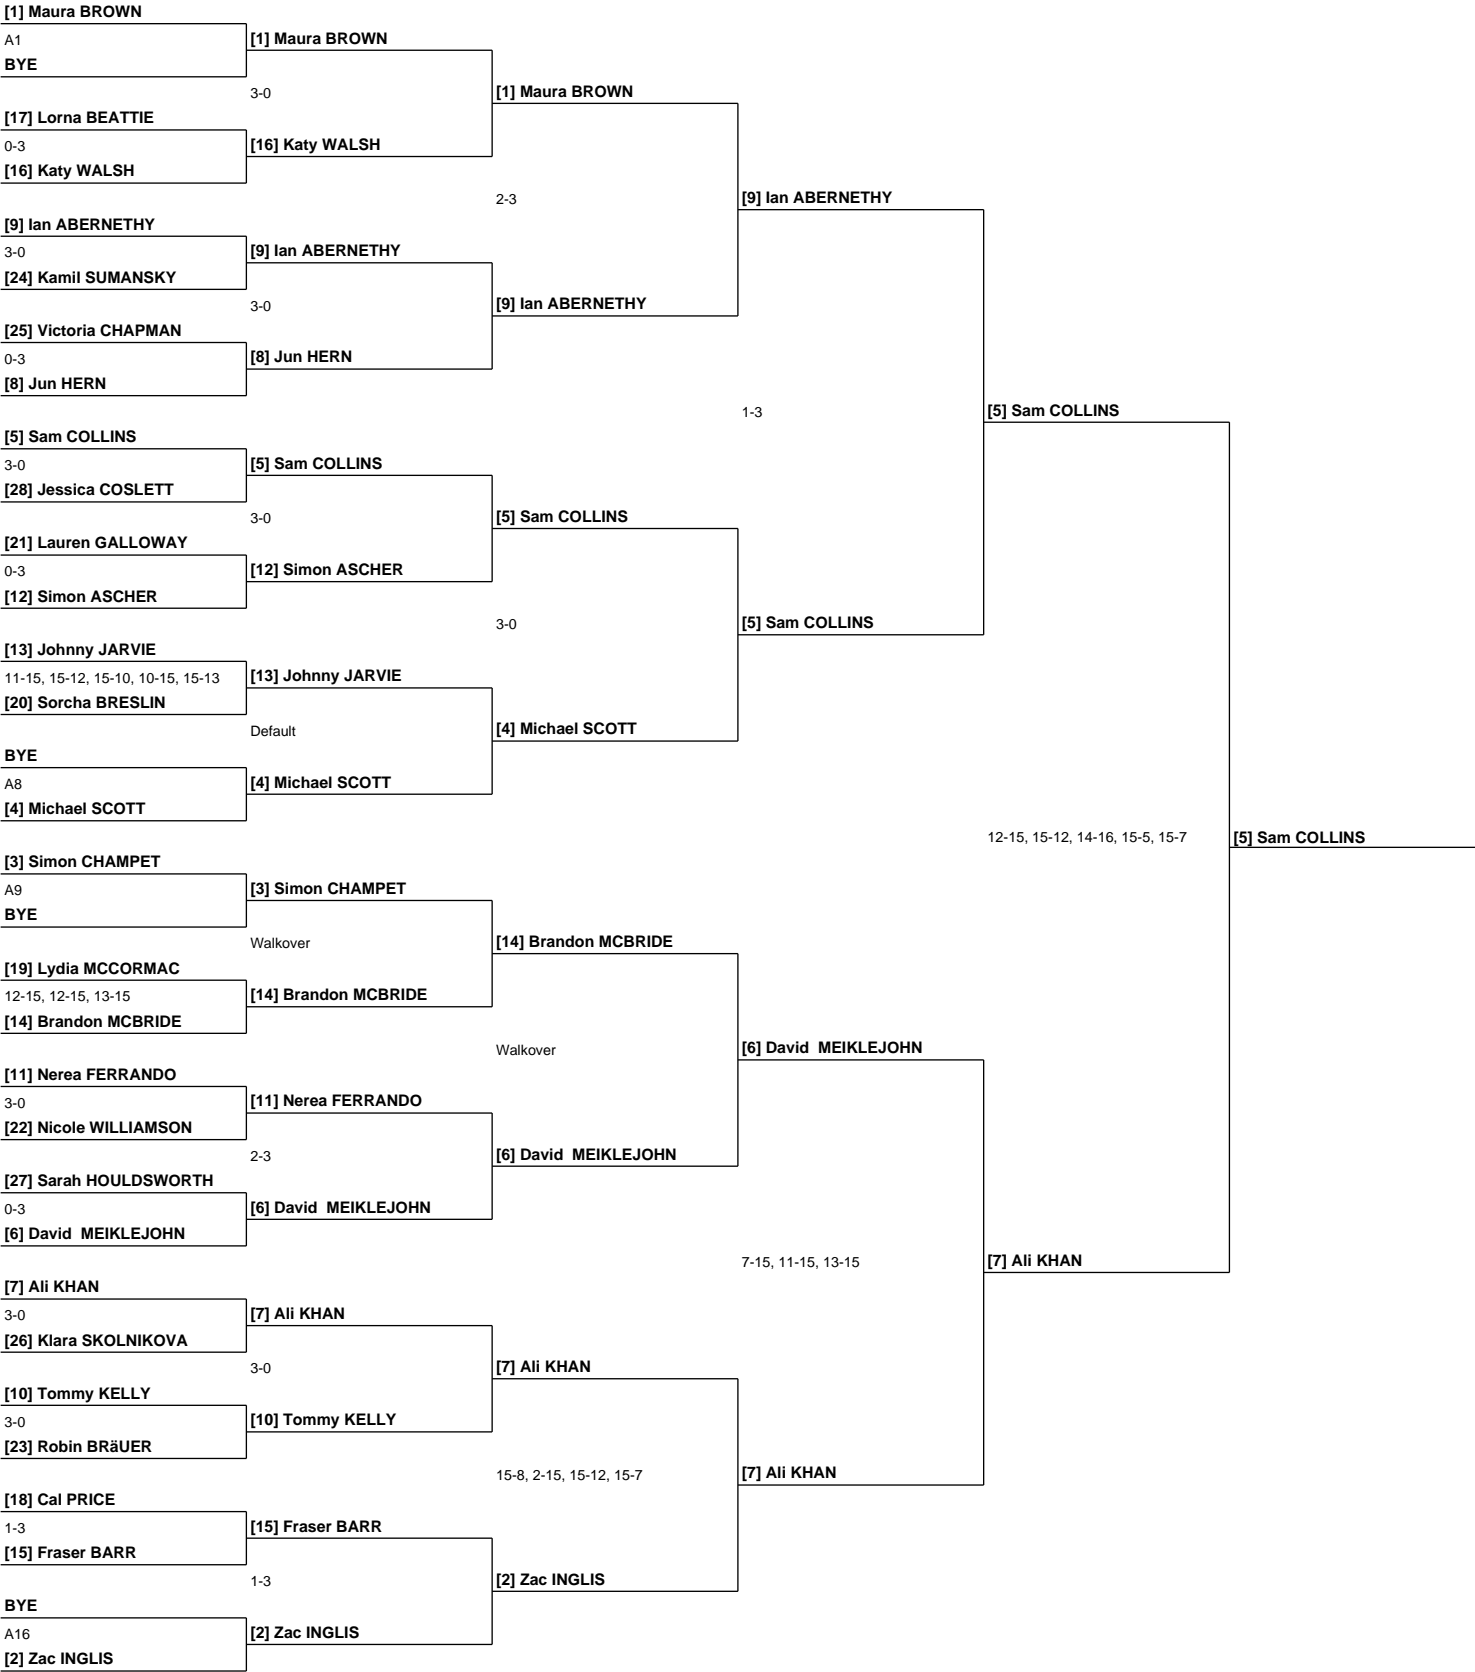 [1] Maura BROWN
A1
BYE
[17] Lorna BEATTIE
0-3
[16] Katy WALSH
[9] Ian ABERNETHY
3-0
[24] Kamil SUMANSKY
[25] Victoria CHAPMAN
0-3
[8] Jun HERN
[5] Sam COLLINS
3-0
[28] Jessica COSLETT
[21] Lauren GALLOWAY
0-3
[12] Simon ASCHER
[13] Johnny JARVIE
11-15, 15-12, 15-10, 10-15, 15-13
[20] Sorcha BRESLIN
BYE
A8
[4] Michael SCOTT
[3] Simon CHAMPET
A9
BYE
[19] Lydia MCCORMAC
12-15, 12-15, 13-15
[14] Brandon MCBRIDE
[11] Nerea FERRANDO
3-0
[22] Nicole WILLIAMSON
[27] Sarah HOULDSWORTH
0-3
[6] David  MEIKLEJOHN
[7] Ali KHAN
3-0
[26] Klara SKOLNIKOVA
[10] Tommy KELLY
3-0
[23] Robin BRäUER
[18] Cal PRICE
1-3
[15] Fraser BARR
BYE
A16
[2] Zac INGLIS
[1] Maura BROWN
3-0
[16] Katy WALSH
[9] Ian ABERNETHY
3-0
[8] Jun HERN
[5] Sam COLLINS
3-0
[12] Simon ASCHER
[13] Johnny JARVIE
Default
[4] Michael SCOTT
[3] Simon CHAMPET
Walkover
[14] Brandon MCBRIDE
[11] Nerea FERRANDO
2-3
[6] David  MEIKLEJOHN
[7] Ali KHAN
3-0
[10] Tommy KELLY
[15] Fraser BARR
1-3
[2] Zac INGLIS
[1] Maura BROWN
2-3
[9] Ian ABERNETHY
[5] Sam COLLINS
3-0
[4] Michael SCOTT
[14] Brandon MCBRIDE
Walkover
[6] David  MEIKLEJOHN
[7] Ali KHAN
15-8, 2-15, 15-12, 15-7
[2] Zac INGLIS
[9] Ian ABERNETHY
1-3
[5] Sam COLLINS
[6] David  MEIKLEJOHN
7-15, 11-15, 13-15
[7] Ali KHAN
[5] Sam COLLINS
12-15, 15-12, 14-16, 15-5, 15-7
[7] Ali KHAN
[5] Sam COLLINS